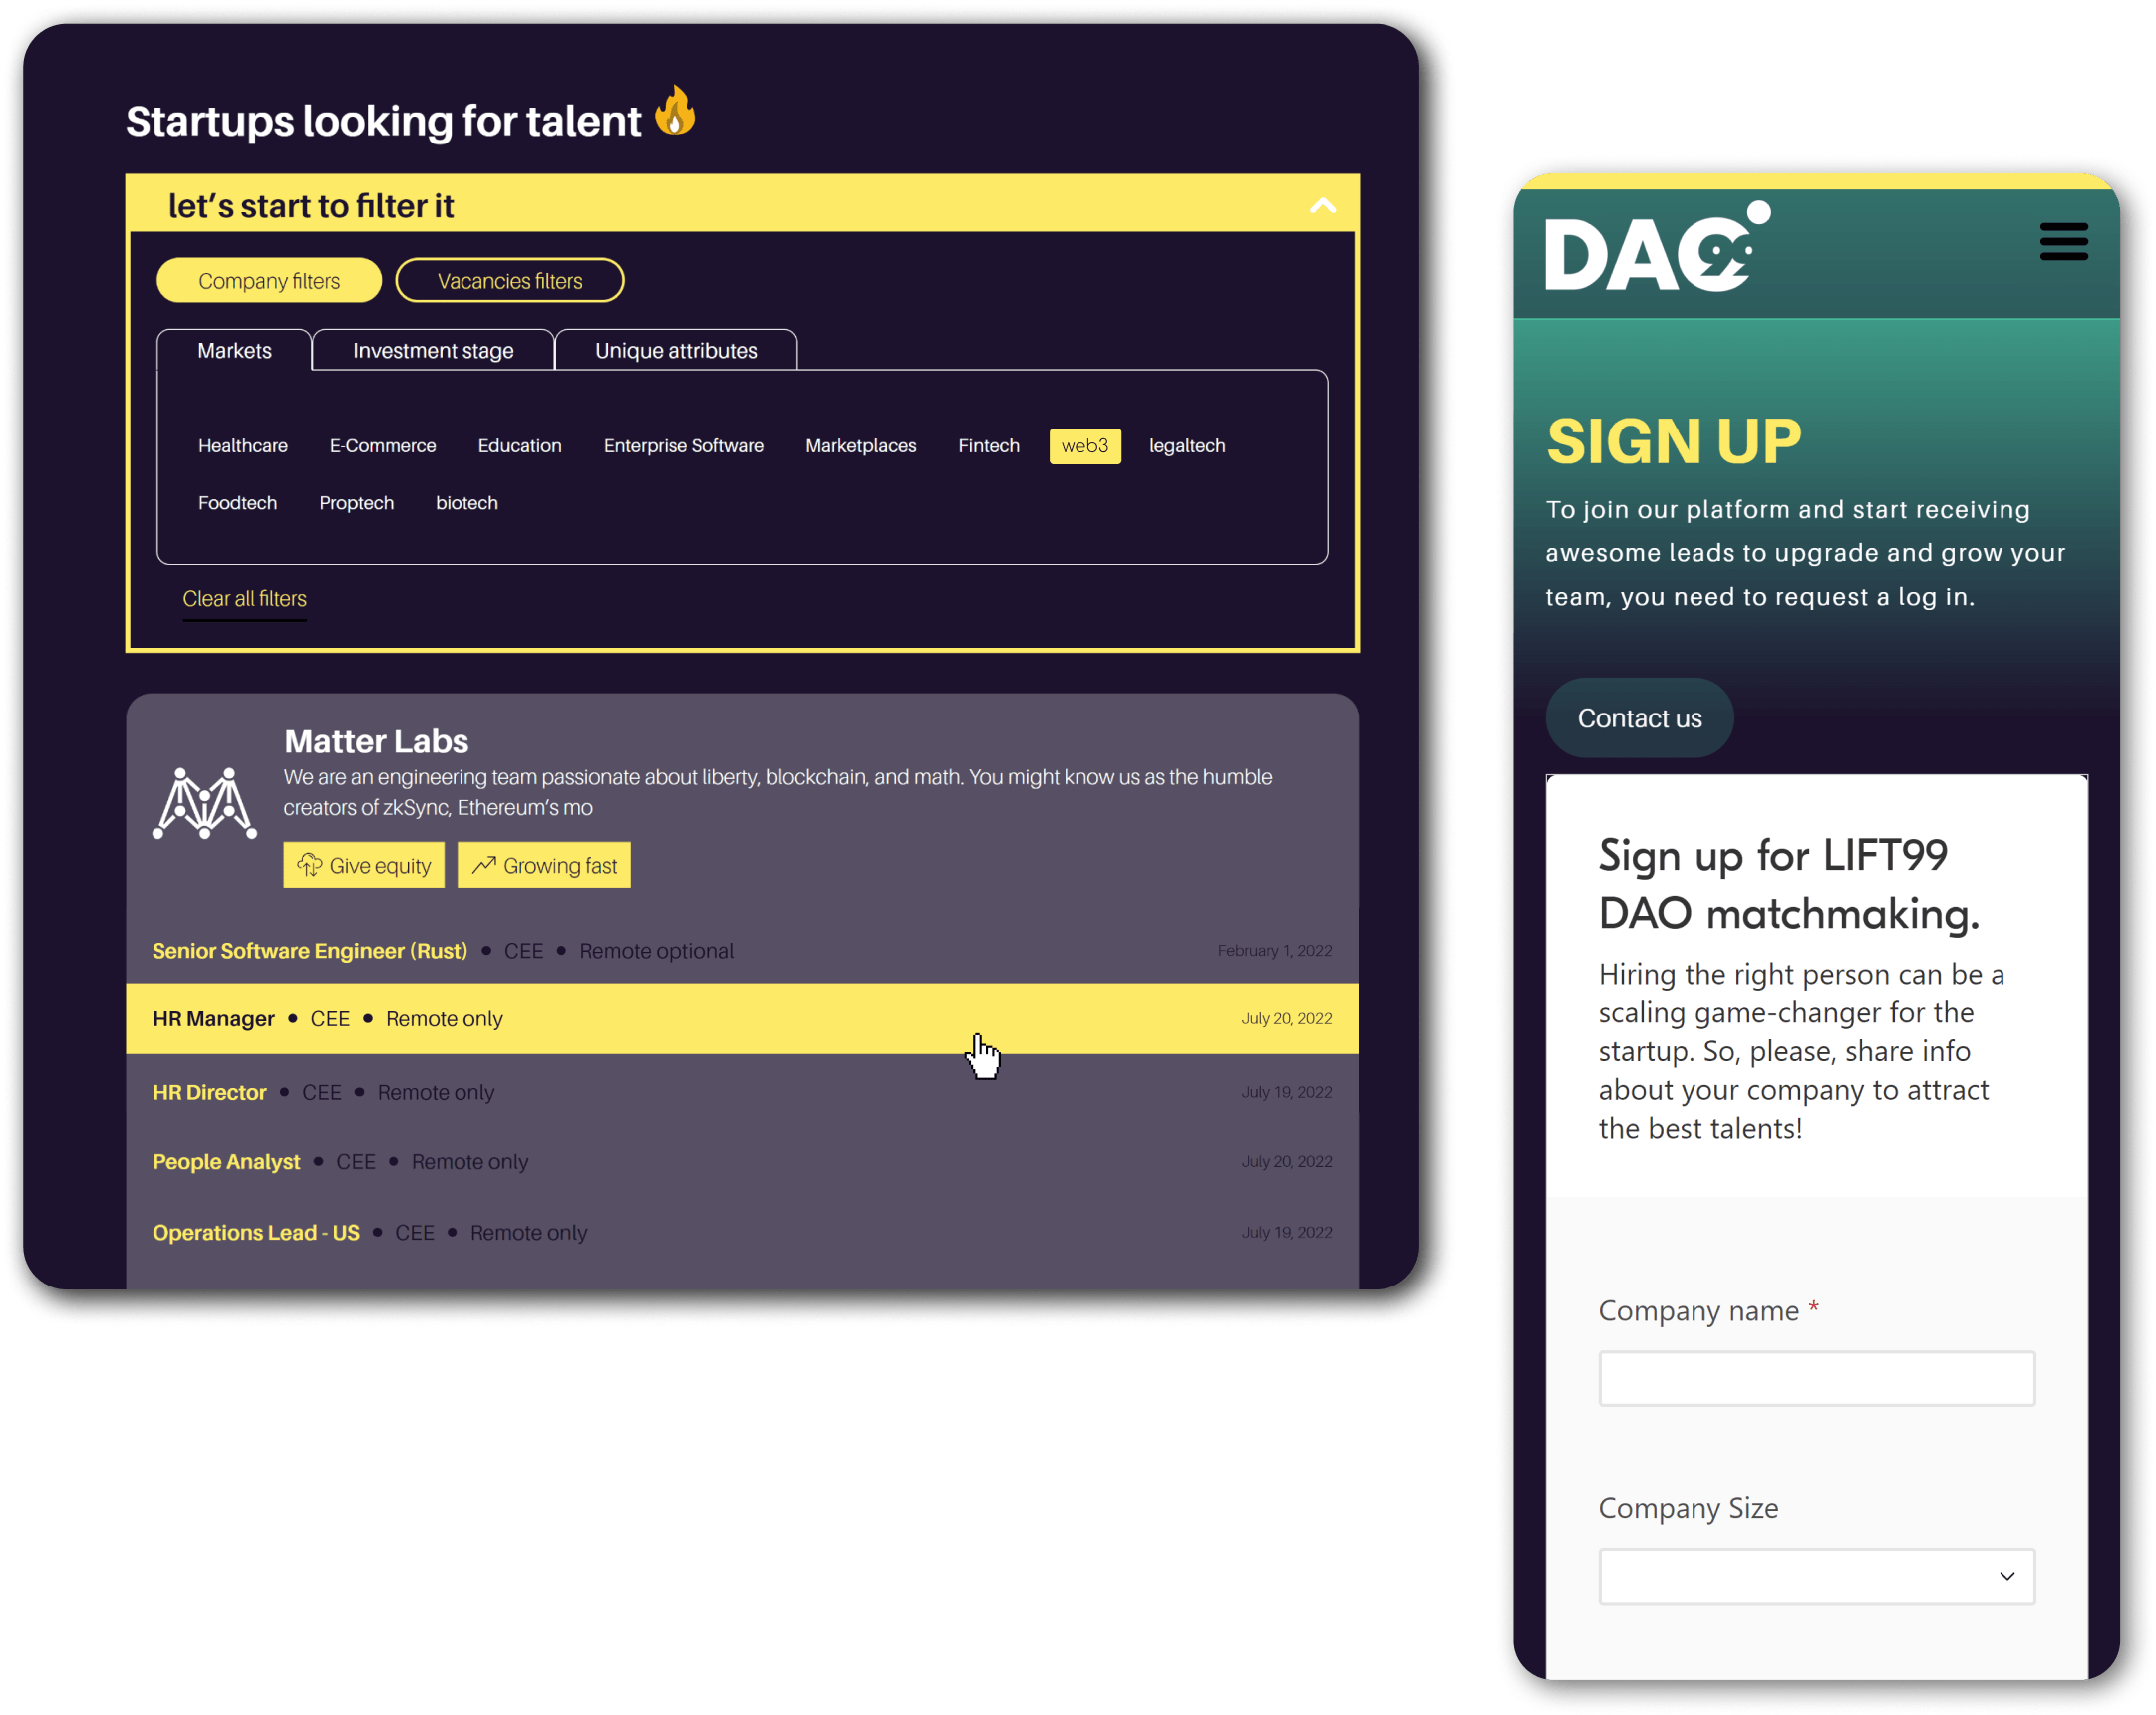 Startups looking for talent
let's start to filter it
Company filters
Vacancies filters
Markets
Investment stage
Unique attributes
Healthcare E-Commerce Education Enterprise Software Marketplaces Fintech web3 legaltech
Foodtech Proptech biotech
Clear all filters
Matter Labs
We are an engineering team passionate about liberty, blockchain, and math. You might know us as the humble
creators of zkSync, Ethereum's mo
Give equity
Growing fast
Senior Software Engineer (Rust) • CEE • Remote optional February 1, 2022
HR Manager • CEE • Remote only July 20, 2022
HR Director • CEE • Remote only July 19, 2022
People Analyst • CEE • Remote only July 20, 2022
Operations Lead - US • CEE • Remote only July 19, 2022
DAO
SIGN UP
To join our platform and start receiving
awesome leads to upgrade and grow your
team, you need to request a log in.
Contact us
Sign up for LIFT99
DAO matchmaking.
Hiring the right person can be a
scaling game-changer for the
startup. So, please, share info
about your company to attract
the best talents!
Company name *
Company Size